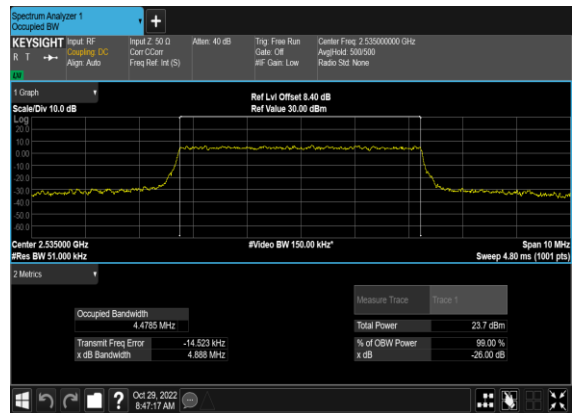 Spectrum Analyzer 1
Occupied BW
KEYSIGHT Input: RF Input Z: 50 Ω Atten: 40 dB Trig: Free Run Center Freq: 2.535000000 GHz
R T Coupling: DC Corr CCorr Gate: Off Avg|Hold: 500/500
Align: Auto Freq Ref: Int (S) #IF Gain: Low Radio Std: None
1 Graph
Ref Lvl Offset 8.40 dB
Scale/Div 10.0 dB Ref Value 30.00 dBm
Log
20.0
10.00
0.00
-10.0
-20.0
-30.0
-40.0
-50.0
-60.0
Center 2.535000 GHz #Video BW 150.00 kHz* Span 10 MHz
#Res BW 51.000 kHz Sweep 4.80 ms (1001 pts)
2 Metrics
Measure Trace Trace 1
Occupied Bandwidth
4.4785 MHz Total Power 23.7 dBm
Transmit Freq Error -14.523 kHz % of OBW Power 99.00 %
x dB Bandwidth 4.888 MHz x dB -26.00 dB
Oct 29, 2022
8:47:17 AM